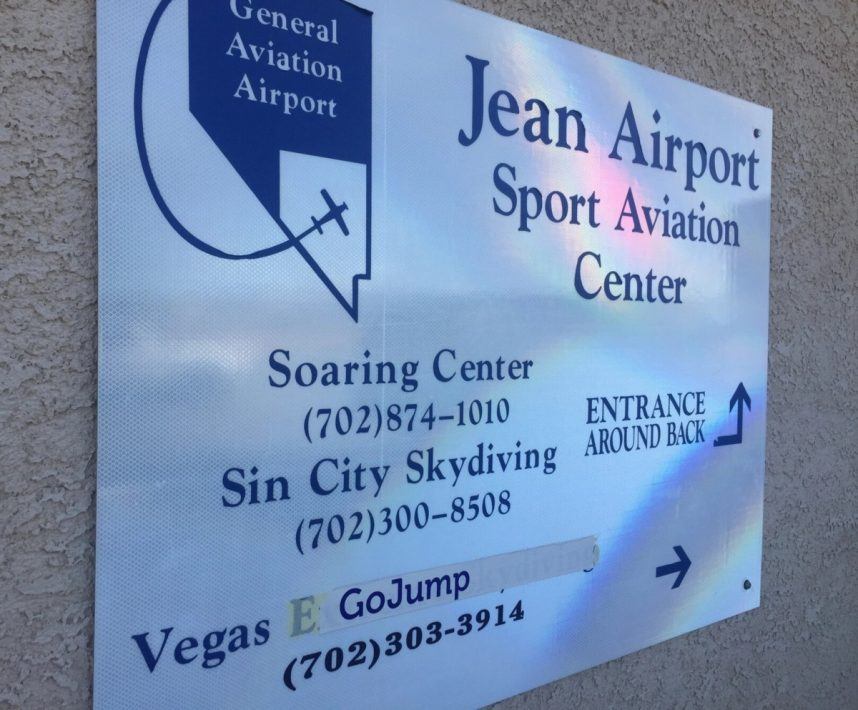 General
Aviation
Airport
Jean Airport
Sport Aviation
Center
Soaring Center
(702)874-1010
ENTRANCE
AROUND BACK
Sin City Skydiving
(702)300-8508
Vegas GoJump Skydiving
(702)303-3914